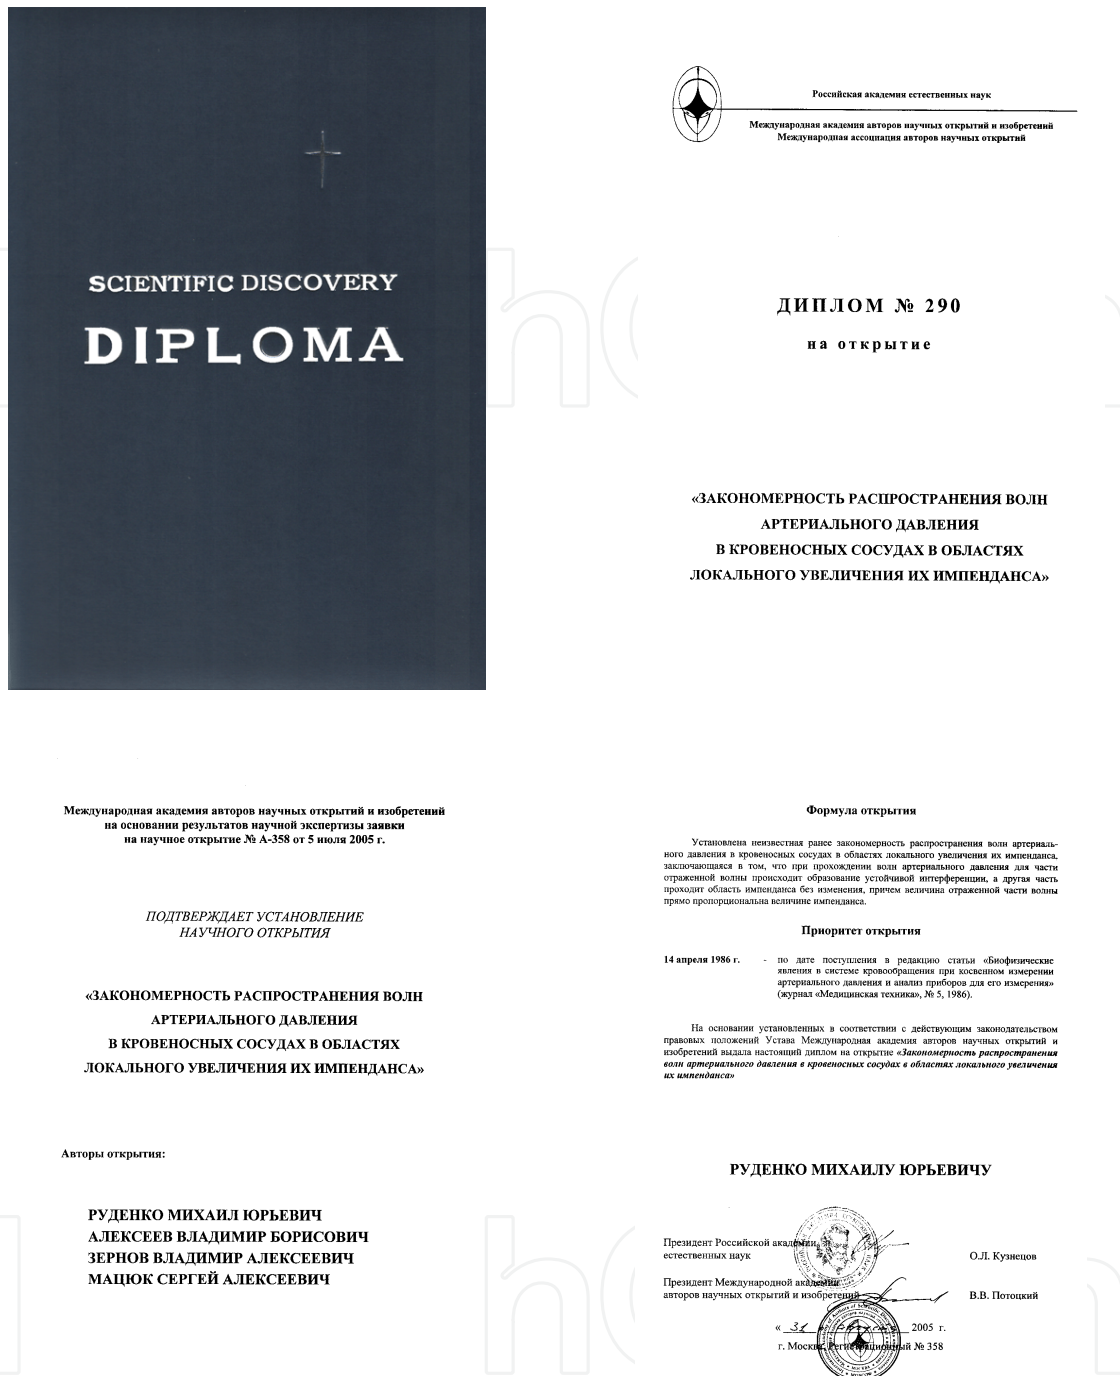 SCIENTIFIC DISCOVERY
DIPLOMA
Российская академия естественных наук
Международная академия авторов научных открытий и изобретений
Международная ассоциация авторов научных открытий
ДИПЛОМ № 290
на открытие
«ЗАКОНОМЕРНОСТЬ РАСПРОСТРАНЕНИЯ ВОЛН
АРТЕРИАЛЬНОГО ДАВЛЕНИЯ
В КРОВЕНОСНЫХ СОСУДАХ В ОБЛАСТЯХ
ЛОКАЛЬНОГО УВЕЛИЧЕНИЯ ИХ ИМПЕНДАНСА»
Международная академия авторов научных открытий и изобретений
на основании результатов научной экспертизы заявки
на научное открытие № А-358 от 5 июля 2005 г.
ПОДТВЕРЖДАЕТ УСТАНОВЛЕНИЕ
НАУЧНОГО ОТКРЫТИЯ
«ЗАКОНОМЕРНОСТЬ РАСПРОСТРАНЕНИЯ ВОЛН
АРТЕРИАЛЬНОГО ДАВЛЕНИЯ
В КРОВЕНОСНЫХ СОСУДАХ В ОБЛАСТЯХ
ЛОКАЛЬНОГО УВЕЛИЧЕНИЯ ИХ ИМПЕНДАНСА»
Авторы открытия:
РУДЕНКО МИХАИЛ ЮРЬЕВИЧ
АЛЕКСЕЕВ ВЛАДИМИР БОРИСОВИЧ
ЗЕРНОВ ВЛАДИМИР АЛЕКСЕЕВИЧ
МАЦЮК СЕРГЕЙ АЛЕКСЕЕВИЧ
Формула открытия
Установлена неизвестная ранее закономерность распространения волн артериаль-
ного давления в кровеносных сосудах в областях локального увеличения их импенданса,
заключающаяся в том, что при прохождении волн артериального давления для части
отраженной волны происходит образование устойчивой интерференции, а другая часть
проходит область импенданса без изменения, причем величина отраженной части волны
прямо пропорциональна величине импенданса.
Приоритет открытия
14 апреля 1986 г. - по дате поступления в редакцию статьи «Биофизические
явления в системе кровообращения при косвенном измерении
артериального давления и анализ приборов для его измерения»
(журнал «Медицинская техника», № 5, 1986).
На основании установленных в соответствии с действующим законодательством
правовых положений Устава Международная академия авторов научных открытий и
изобретений выдала настоящий диплом на открытие «Закономерность распространения
волн артериального давления в кровеносных сосудах в областях локального увеличения
их импенданса»
РУДЕНКО МИХАИЛУ ЮРЬЕВИЧУ
Президент Российской академии
естественных наук О.Л. Кузнецов
Президент Международной академии
авторов научных открытий и изобретений В.В. Потоцкий
« 31 » 2005 г.
г. Москва, Регистрационный № 358